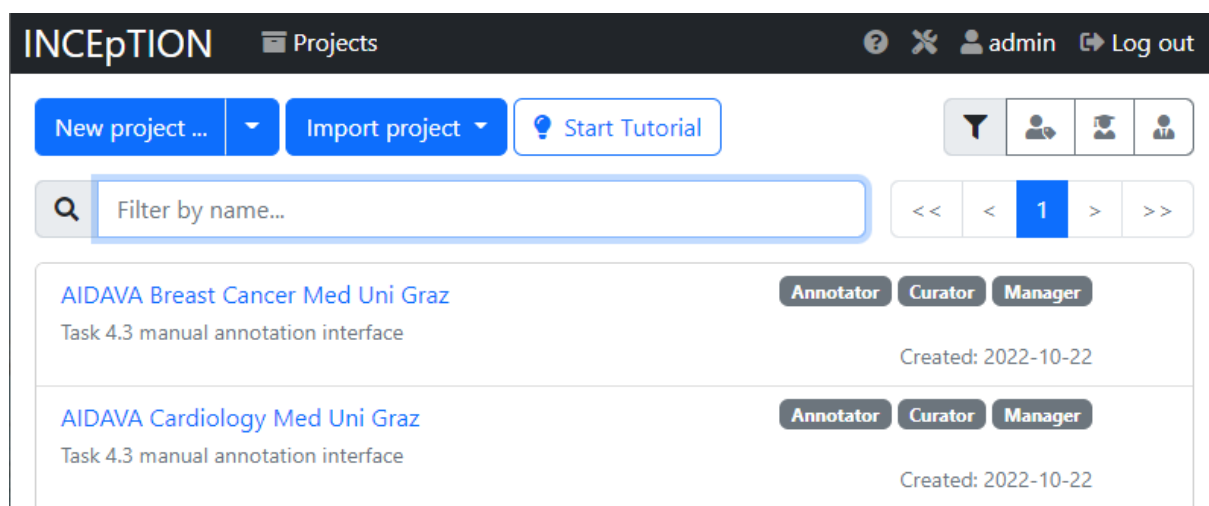 INCEpTION Projects admin Log out
New project ... Import project Start Tutorial
Filter by name... << < 1 > >>
AIDAVA Breast Cancer Med Uni Graz Annotator Curator Manager
Task 4.3 manual annotation interface
Created: 2022-10-22
AIDAVA Cardiology Med Uni Graz Annotator Curator Manager
Task 4.3 manual annotation interface
Created: 2022-10-22